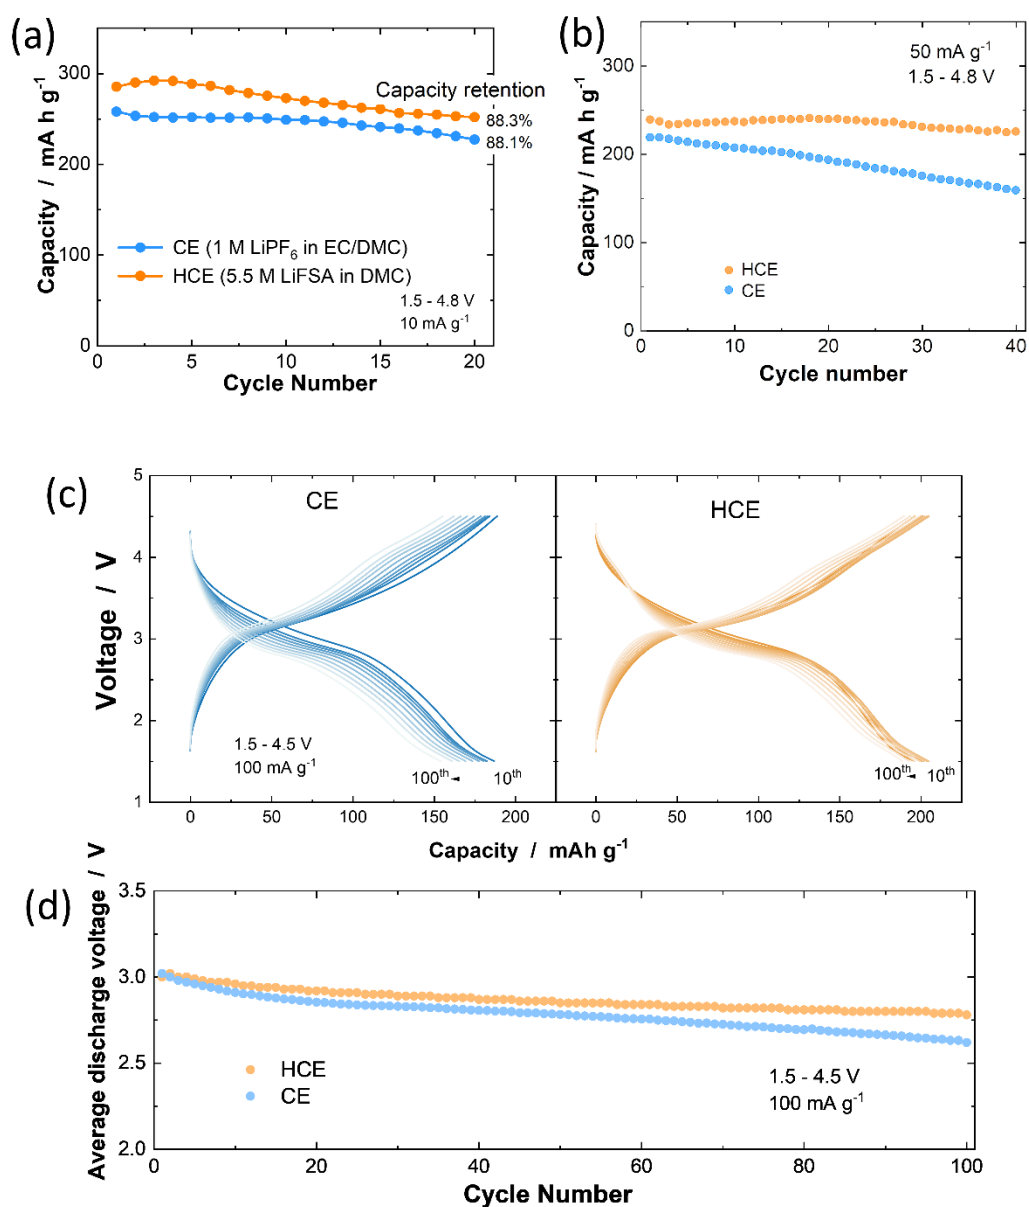 (a)
Capacity / mA h g⁻¹
300
200
100
0
Capacity retention
88.3%
88.1%
CE (1 M LiPF₆ in EC/DMC)
HCE (5.5 M LiFSA in DMC)
1.5 - 4.8 V
10 mA g⁻¹
0 5 10 15 20
Cycle Number
(b)
Capacity / mA h g⁻¹
300
200
100
0
50 mA g⁻¹
1.5 - 4.8 V
HCE
CE
0 10 20 30 40
Cycle number
(c)
Voltage / V
5
4
3
2
1
CE
1.5 - 4.5 V
100 mA g⁻¹
100ᵗʰ 10ᵗʰ
0 50 100 150 200
HCE
100ᵗʰ 10ᵗʰ
0 50 100 150 200
Capacity / mAh g⁻¹
(d)
Average discharge voltage / V
3.5
3.0
2.5
2.0
HCE
CE
1.5 - 4.5 V
100 mA g⁻¹
0 20 40 60 80 100
Cycle Number